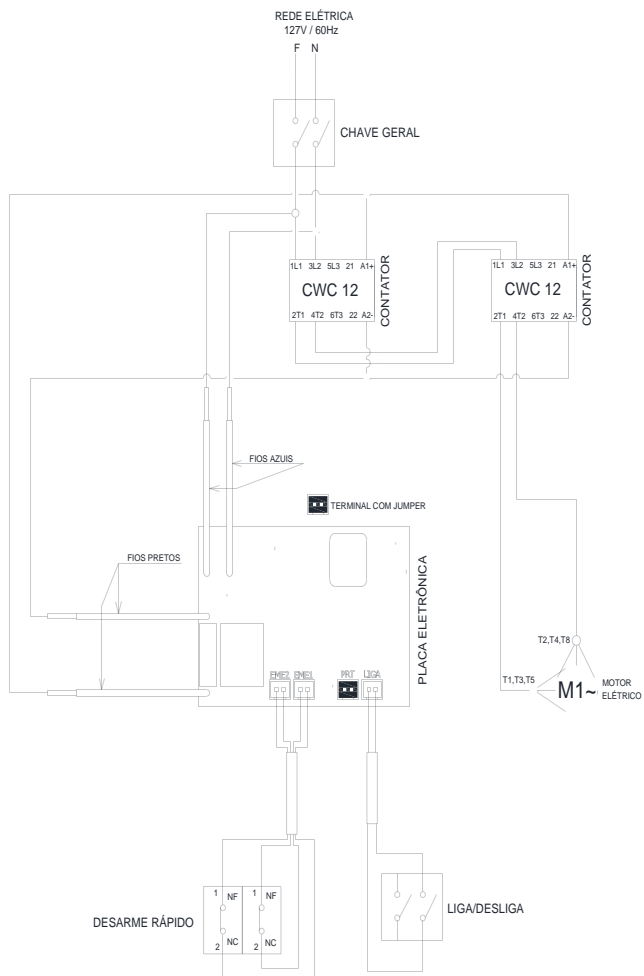 REDE ELÉTRICA
127V / 60Hz
F N
CHAVE GERAL
1L1 3L2 5L3 21 A1+
CWC 12
2T1 4T2 6T3 22 A2-
CONTATOR
1L1 3L2 5L3 21 A1+
CWC 12
2T1 4T2 6T3 22 A2-
CONTATOR
FIOS AZUIS
TERMINAL COM JUMPER
FIOS PRETOS
PLACA ELETRÔNICA
EME2 EME1 PRT LIGA
T2,T4,T8
T1,T3,T5
M1~
MOTOR
ELÉTRICO
DESARME RÁPIDO
1 NF 1 NF
2 NC 2 NC
LIGA/DESLIGA